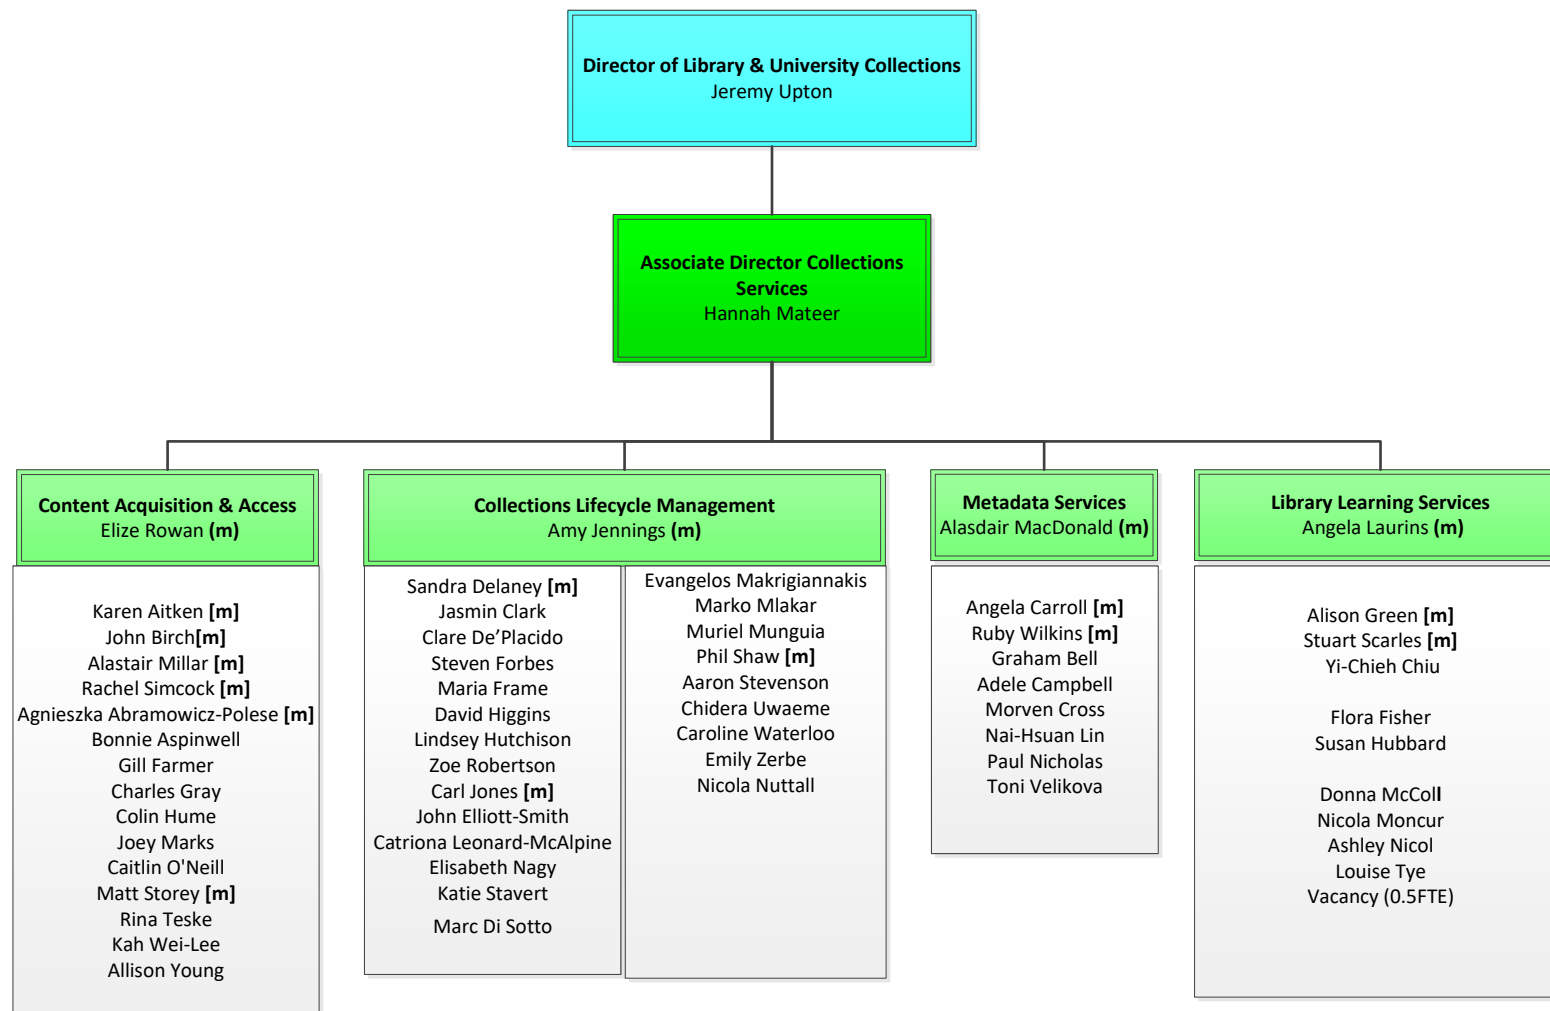 Director of Library & University Collections
Jeremy Upton
Associate Director Collections
Services
Hannah Mateer
Content Acquisition & Access
Elize Rowan (m)
Karen Aitken [m]
John Birch[m]
Alastair Millar [m]
Rachel Simcock [m]
Agnieszka Abramowicz-Polese [m]
Bonnie Aspinwell
Gill Farmer
Charles Gray
Colin Hume
Joey Marks
Caitlin O'Neill
Matt Storey [m]
Rina Teske
Kah Wei-Lee
Allison Young
Collections Lifecycle Management
Amy Jennings (m)
Sandra Delaney [m]
Jasmin Clark
Clare De’Placido
Steven Forbes
Maria Frame
David Higgins
Lindsey Hutchison
Zoe Robertson
Carl Jones [m]
John Elliott-Smith
Catriona Leonard-McAlpine
Elisabeth Nagy
Katie Stavert
Marc Di Sotto
Evangelos Makrigiannakis
Marko Mlakar
Muriel Munguia
Phil Shaw [m]
Aaron Stevenson
Chidera Uwaeme
Caroline Waterloo
Emily Zerbe
Nicola Nuttall
Metadata Services
Alasdair MacDonald (m)
Angela Carroll [m]
Ruby Wilkins [m]
Graham Bell
Adele Campbell
Morven Cross
Nai-Hsuan Lin
Paul Nicholas
Toni Velikova
Library Learning Services
Angela Laurins (m)
Alison Green [m]
Stuart Scarles [m]
Yi-Chieh Chiu
Flora Fisher
Susan Hubbard
Donna McColl
Nicola Moncur
Ashley Nicol
Louise Tye
Vacancy (0.5FTE)